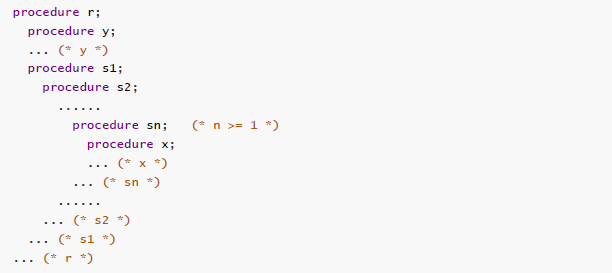 procedure r;
  procedure y;
  ... (* y *)
  procedure s1;
    procedure s2;
      ......
        procedure sn;   (* n >= 1 *)
          procedure x;
          ... (* x *)
        ... (* sn *)
      ......
    ... (* s2 *)
  ... (* s1 *)
... (* r *)